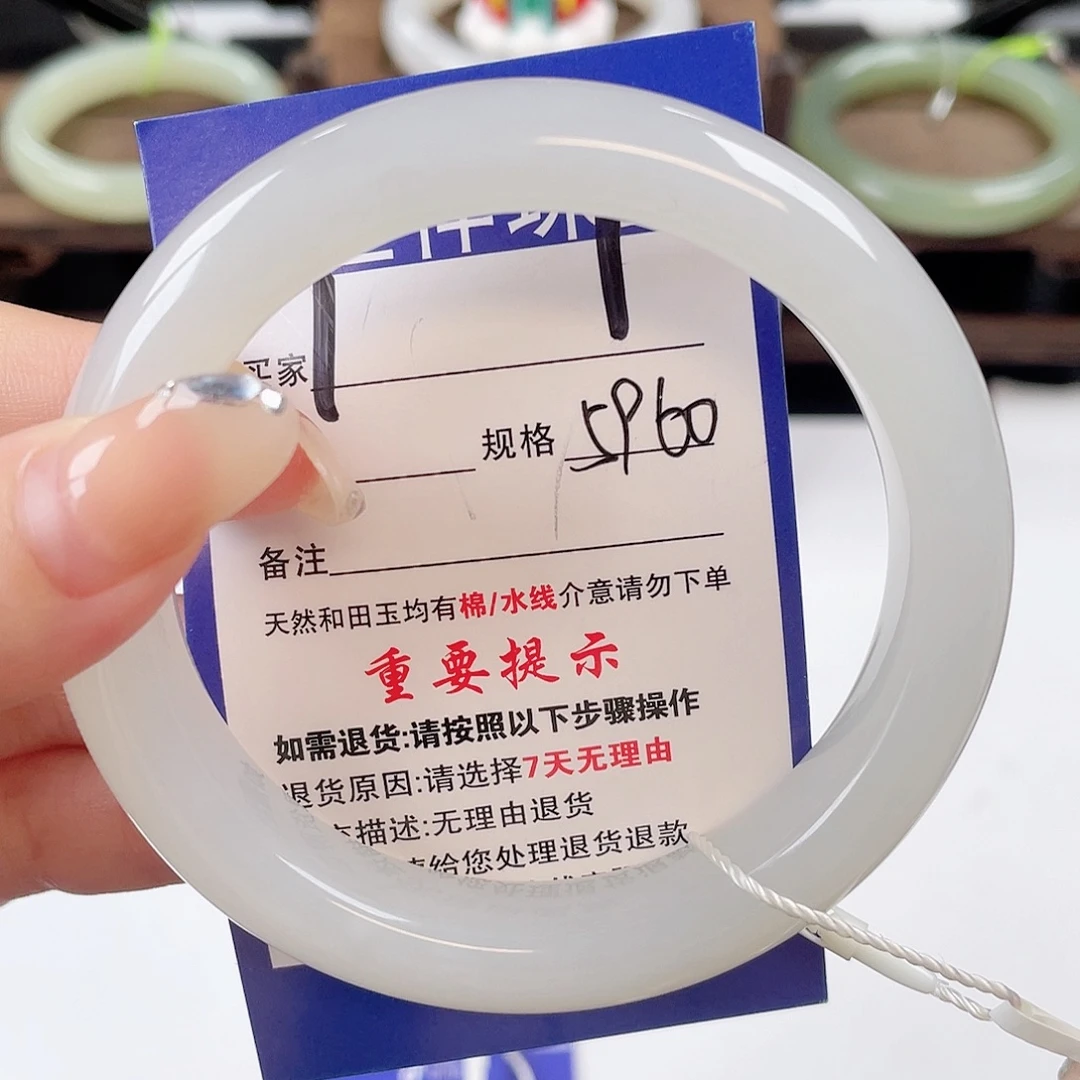 买家
规格 5960
备注
天然和田玉均有棉/水线介意请勿下单
重要提示
如需退货:请按照以下步骤操作
退货原因:请选择7天无理由
描述:无理由退货
给您处理退货退款